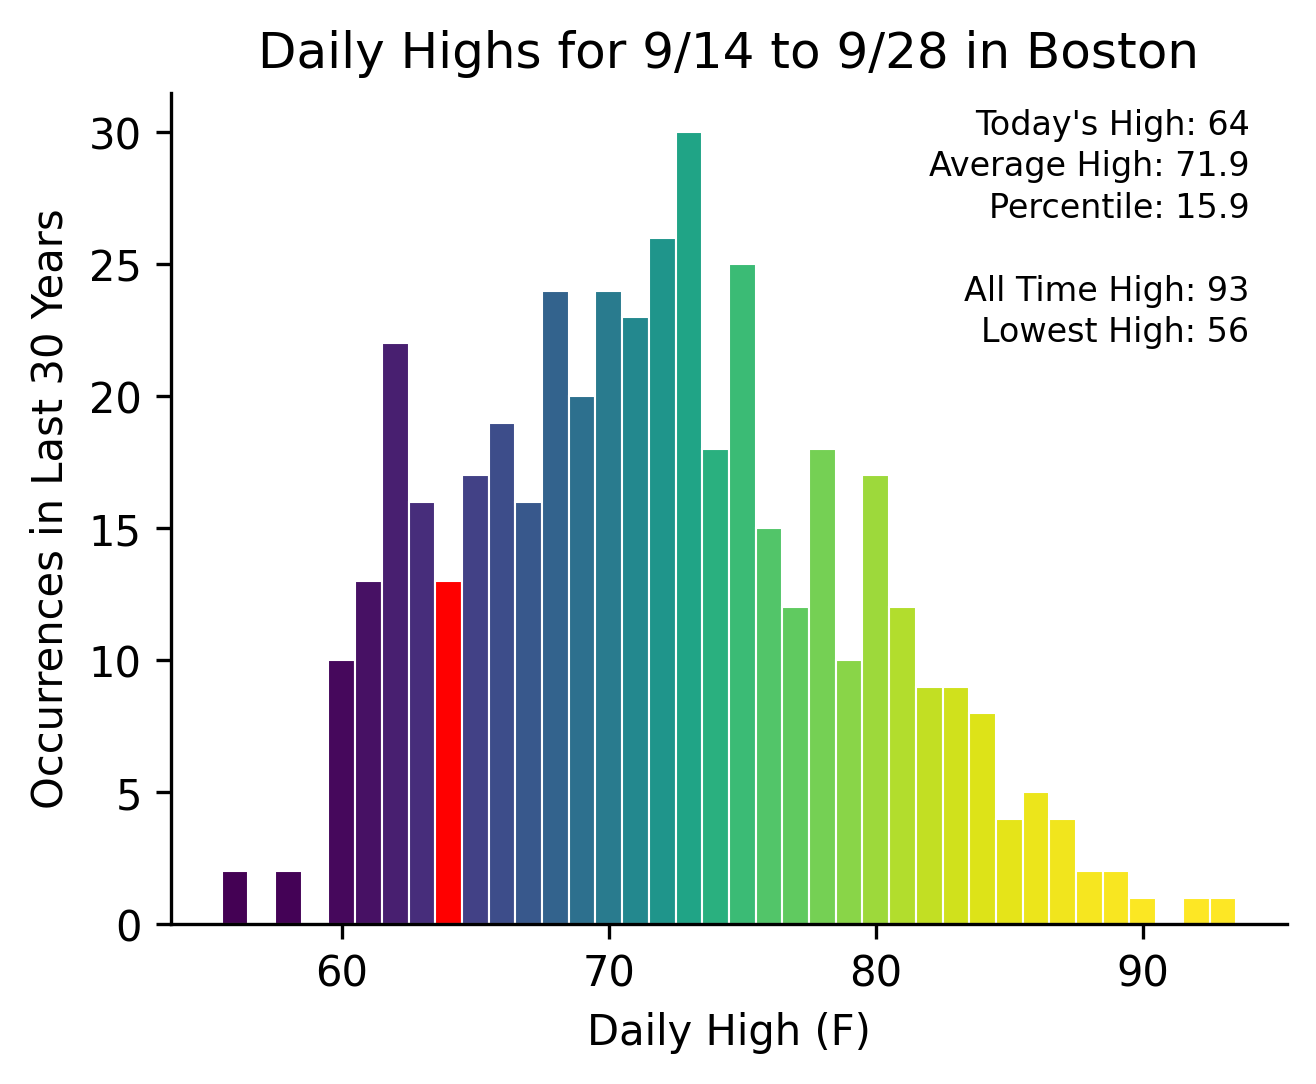 Daily Highs for 9/14 to 9/28 in Boston
Today's High: 64
Average High: 71.9
Percentile: 15.9
All Time High: 93
Lowest High: 56
Occurrences in Last 30 Years
30
25
20
15
10
5
0
60
70
80
90
Daily High (F)